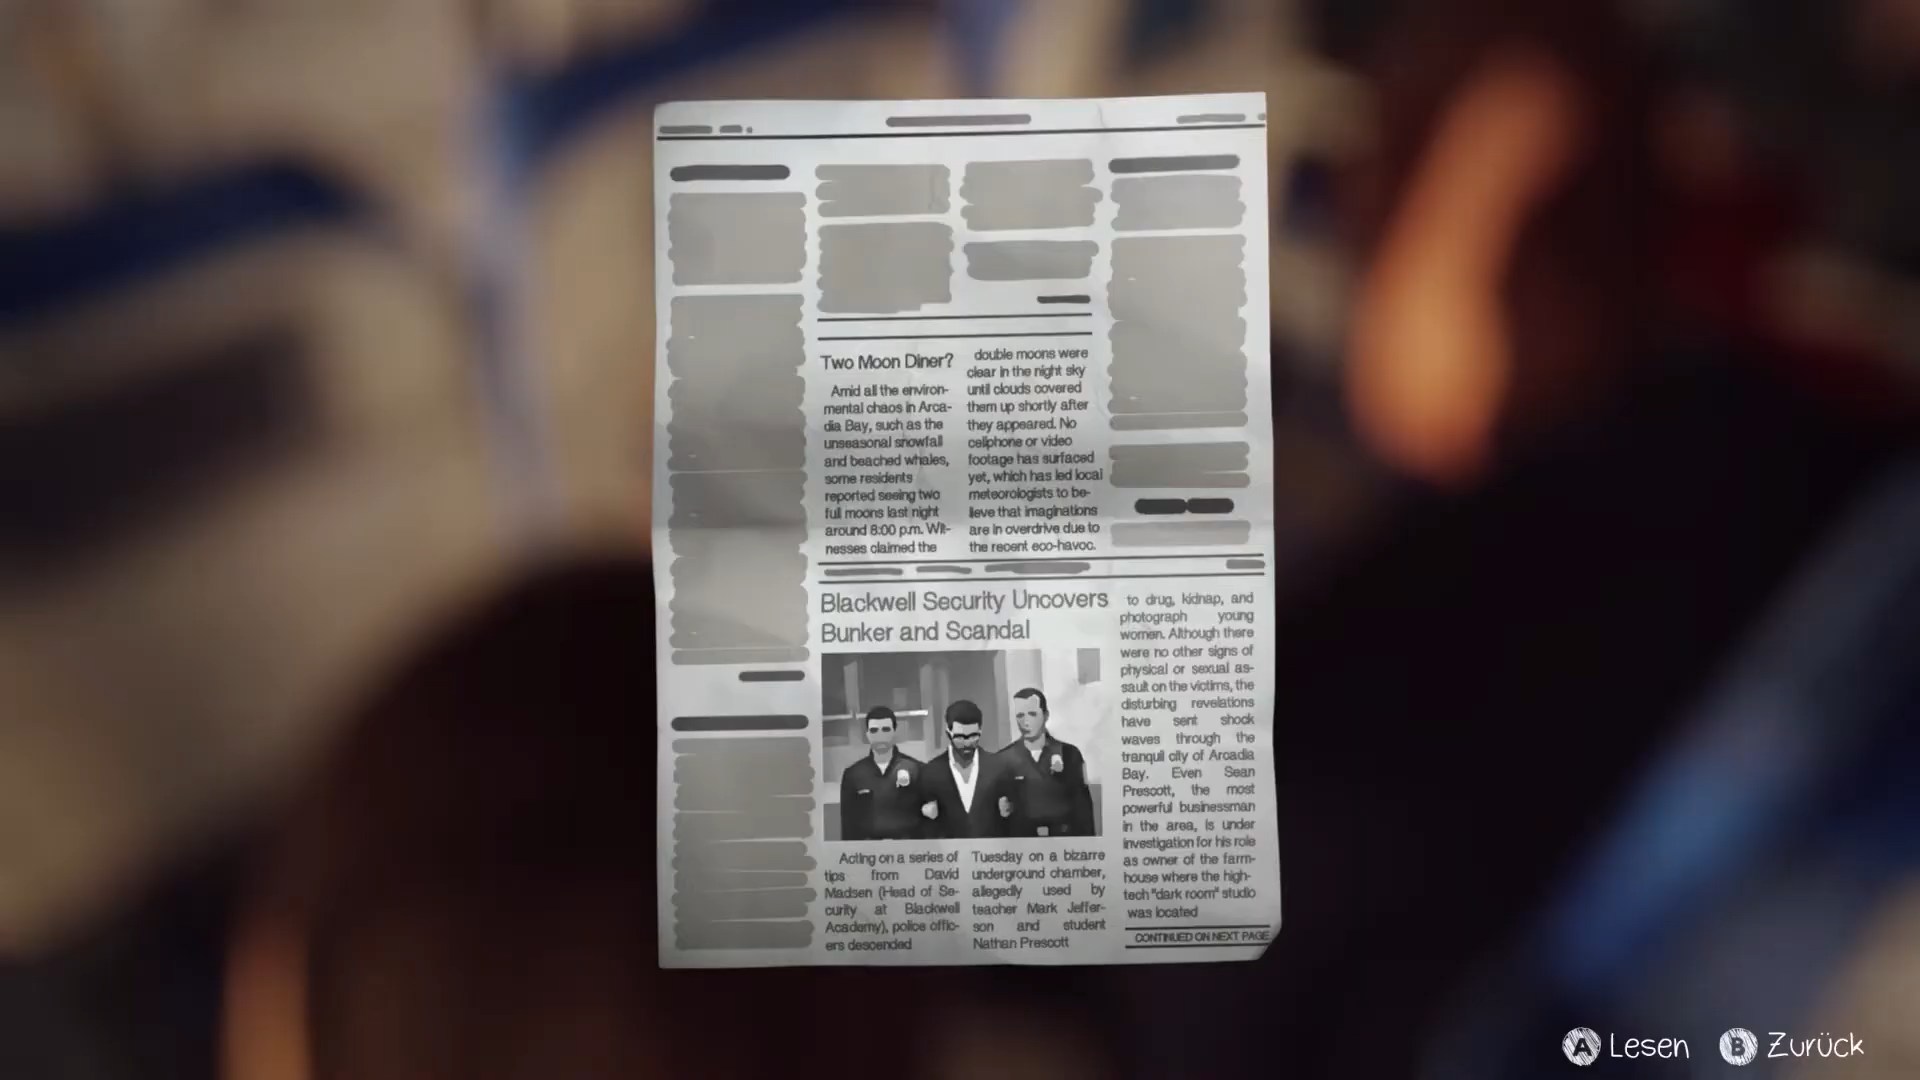 Two Moon Diner?
Amid all the environ-
mental chaos in Arca-
dia Bay, such as the
unseasonal snowfall
and beached whales,
some residents
reported seeing two
full moons last night
around 8:00 p.m. Wit-
nesses claimed the
double moons were
clear in the night sky
until clouds covered
them up shortly after
they appeared. No
cellphone or video
footage has surfaced
yet, which has led local
meteorologists to be-
lieve that imaginations
are in overdrive due to
the recent eco-havoc.
Blackwell Security Uncovers
Bunker and Scandal
Acting on a series of
tips from David
Madsen (Head of Se-
curity at Blackwell
Academy), police offic-
ers descended
Tuesday on a bizarre
underground chamber,
allegedly used by
teacher Mark Jeffer-
son and student
Nathan Prescott
to drug, kidnap, and
photograph young
women. Although there
were no other signs of
physical or sexual as-
sault on the victims, the
disturbing revelations
have sent shock
waves through the
tranquil city of Arcadia
Bay. Even Sean
Prescott, the most
powerful businessman
in the area, is under
investigation for his role
as owner of the farm-
house where the high-
tech "dark room" studio
was located
CONTINUED ON NEXT PAGE
A Lesen B Zurück